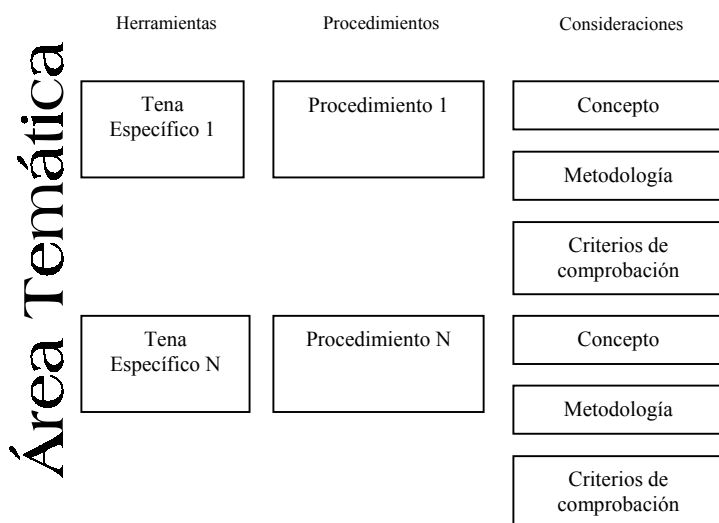 Área Temática
Herramientas
Procedimientos
Consideraciones
Tena
Específico 1
Procedimiento 1
Concepto
Metodología
Criterios de
comprobación
Tena
Específico N
Procedimiento N
Concepto
Metodología
Criterios de
comprobación